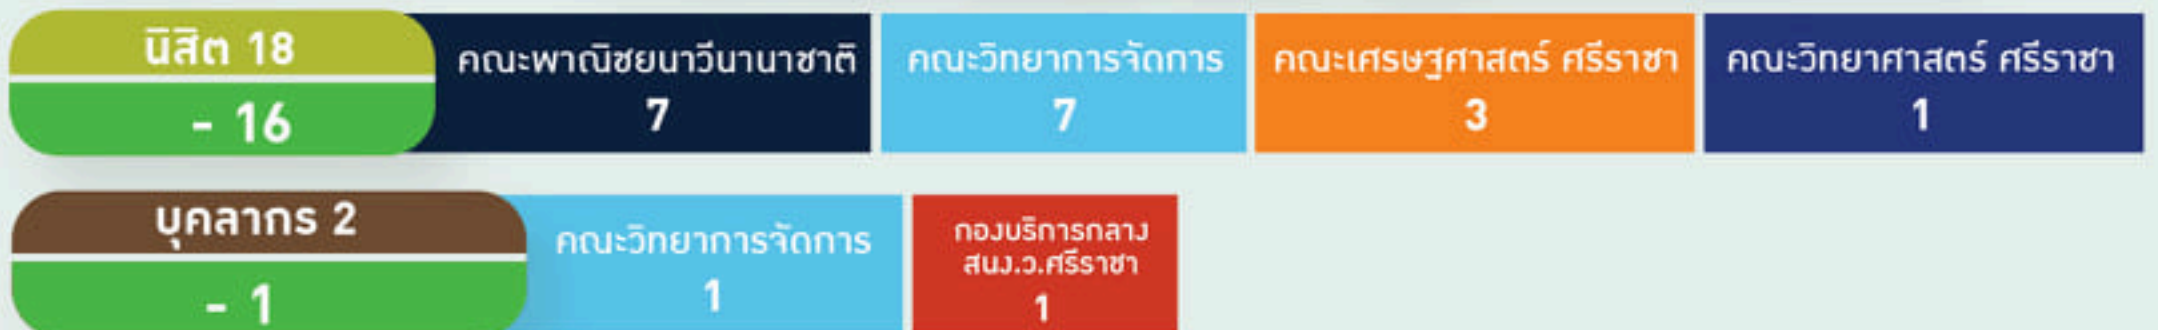 นิสิต 18
- 16
คณะพาณิชยนาวีนานาชาติ
7
คณะวิทยาการจัดการ
7
คณะเศรษฐศาสตร์ ศรีราชา
3
คณะวิทยาศาสตร์ ศรีราชา
1
บุคลากร 2
- 1
คณะวิทยาการจัดการ
1
กองบริการกลาง
สนง.ว.ศรีราชา
1